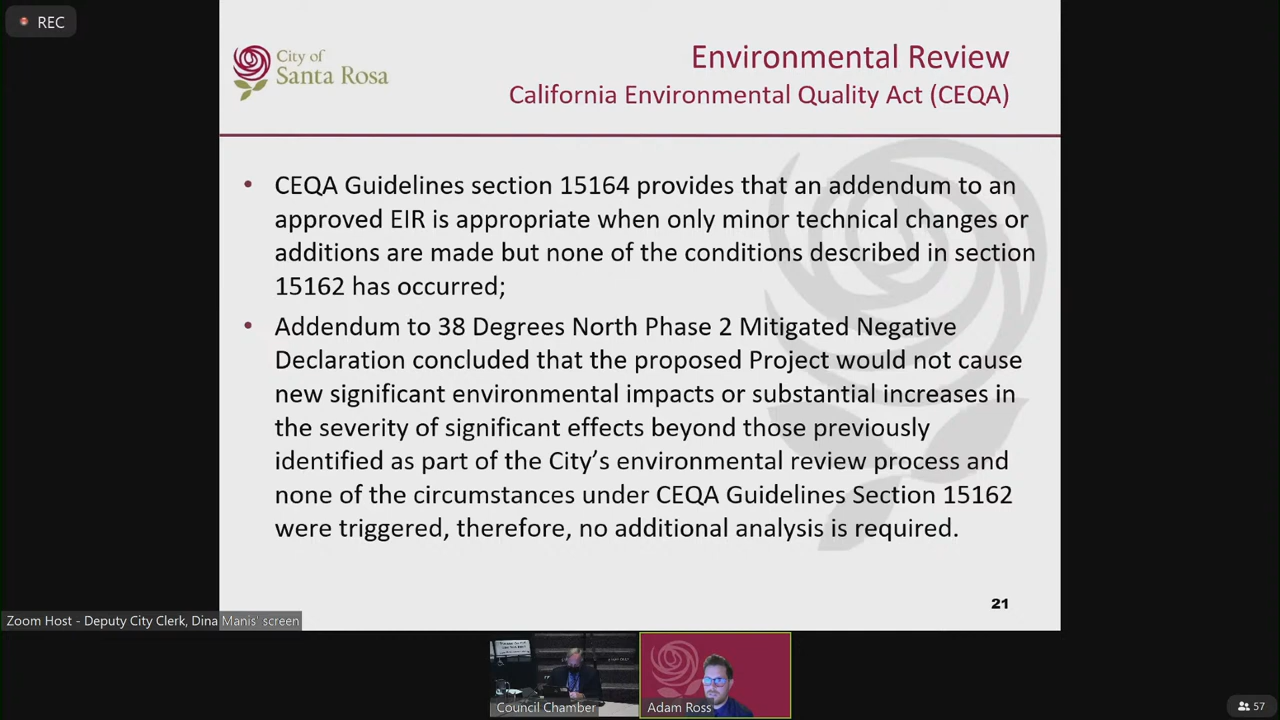 REC
City of
Santa Rosa
Environmental Review
California Environmental Quality Act (CEQA)
• CEQA Guidelines section 15164 provides that an addendum to an
approved EIR is appropriate when only minor technical changes or
additions are made but none of the conditions described in section
15162 has occurred;
• Addendum to 38 Degrees North Phase 2 Mitigated Negative
Declaration concluded that the proposed Project would not cause
new significant environmental impacts or substantial increases in
the severity of significant effects beyond those previously
identified as part of the City’s environmental review process and
none of the circumstances under CEQA Guidelines Section 15162
were triggered, therefore, no additional analysis is required.
21
Zoom Host - Deputy City Clerk, Dina Manis' screen
Council Chamber
Adam Ross
57